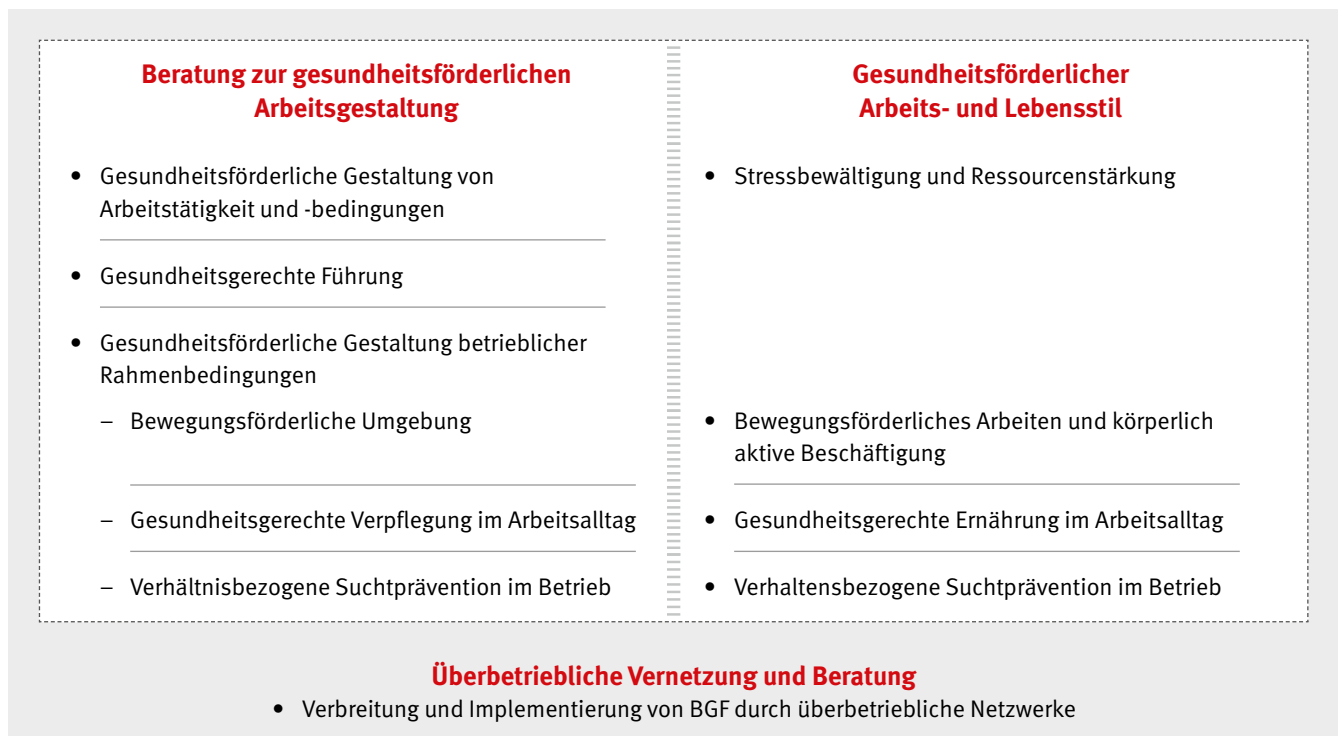 Beratung zur gesundheitsförderlichen
Arbeitsgestaltung
• Gesundheitsförderliche Gestaltung von
Arbeitstätigkeit und -bedingungen
• Gesundheitsgerechte Führung
• Gesundheitsförderliche Gestaltung betrieblicher
Rahmenbedingungen
– Bewegungsförderliche Umgebung
– Gesundheitsgerechte Verpflegung im Arbeitsalltag
– Verhältnisbezogene Suchtprävention im Betrieb
Gesundheitsförderlicher
Arbeits- und Lebensstil
• Stressbewältigung und Ressourcenstärkung
• Bewegungsförderliches Arbeiten und körperlich
aktive Beschäftigung
• Gesundheitsgerechte Ernährung im Arbeitsalltag
• Verhaltensbezogene Suchtprävention im Betrieb
Überbetriebliche Vernetzung und Beratung
• Verbreitung und Implementierung von BGF durch überbetriebliche Netzwerke